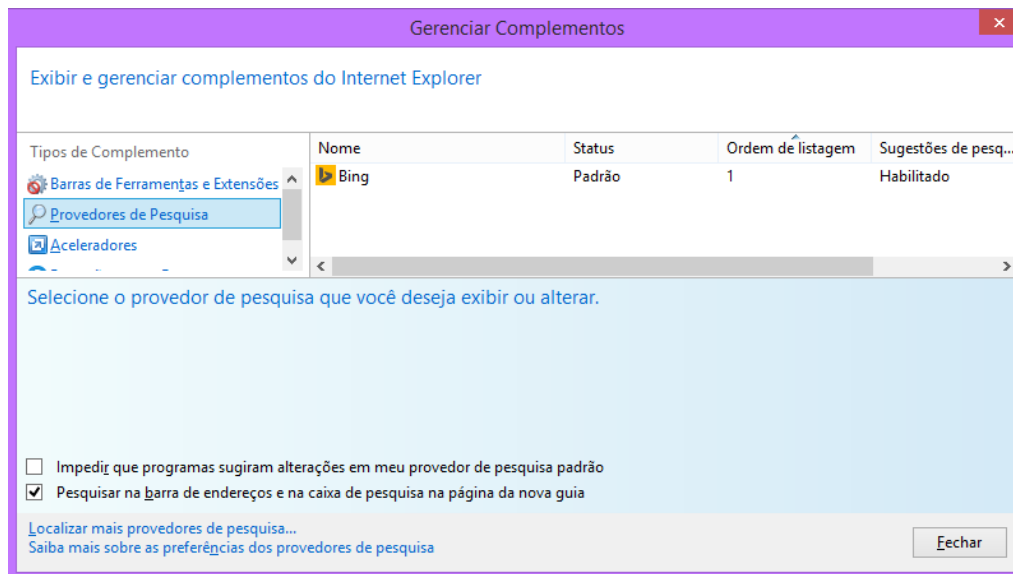 Gerenciar Complementos
Exibir e gerenciar complementos do Internet Explorer
Tipos de Complemento
Barras de Ferramentas e Extensões
Provedores de Pesquisa
Aceleradores
Nome Status Ordem de listagem Sugestões de pesq...
Bing Padrão 1 Habilitado
Selecione o provedor de pesquisa que você deseja exibir ou alterar.
Impedir que programas sugiram alterações em meu provedor de pesquisa padrão
Pesquisar na barra de endereços e na caixa de pesquisa na página da nova guia
Localizar mais provedores de pesquisa...
Saiba mais sobre as preferências dos provedores de pesquisa
Fechar